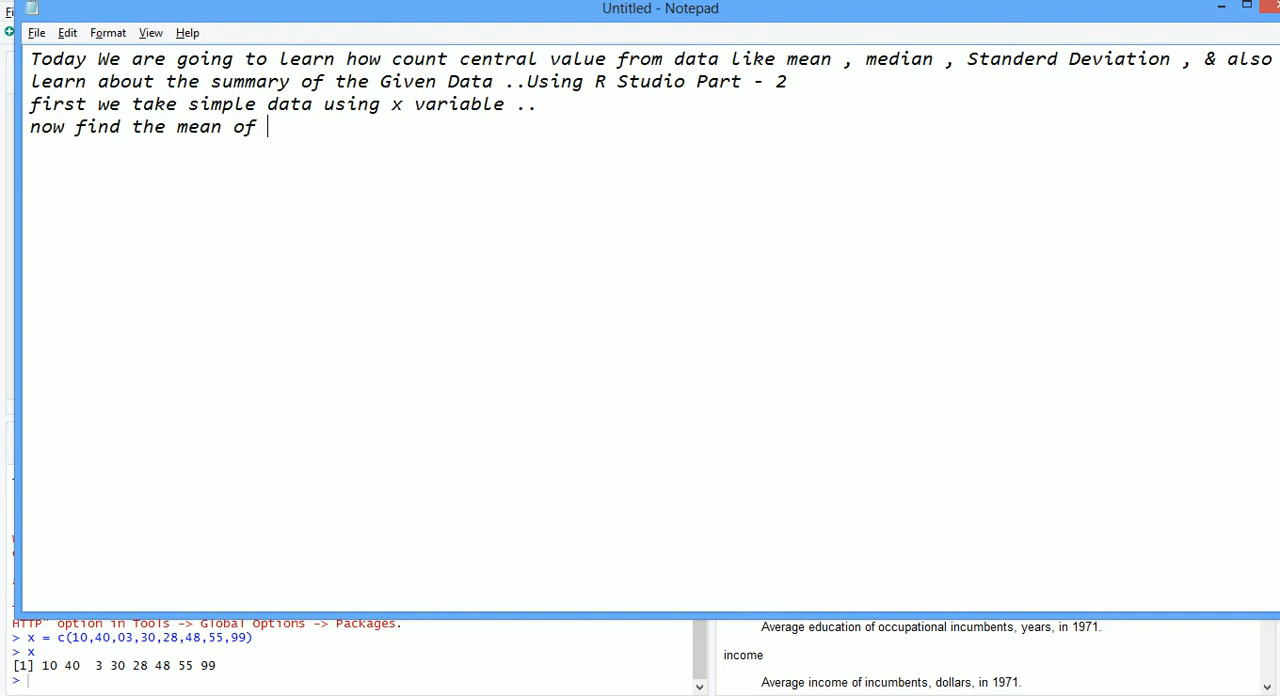 Untitled - Notepad
File Edit Format View Help
Today We are going to learn how count central value from data like mean , median , Standerd Deviation , & also
learn about the summary of the Given Data ..Using R Studio Part - 2
first we take simple data using x variable ..
now find the mean of
HTTP" option in Tools -> Global Options -> Packages.
> x = c(10,40,03,30,28,48,55,99)
> x
[1] 10 40  3 30 28 48 55 99
>
Average education of occupational incumbents, years, in 1971.
income
Average income of incumbents, dollars, in 1971.